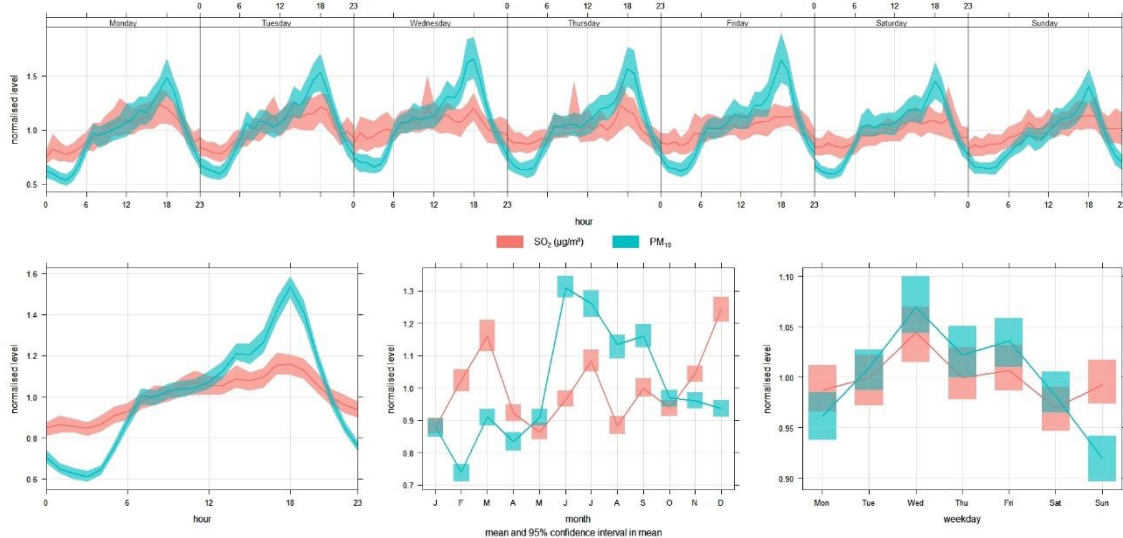 0 6 12 18 23 0 6 12 18 23 0 6 12 18 23
Monday Tuesday Wednesday Thursday Friday Saturday Sunday
normalised level
1.5
1.0
0.5
0 6 12 18 23 0 6 12 18 23 0 6 12 18 23 0 6 12 18 23
hour
SO₂ (µg/m³) PM₁₀
0 6 12 18 23
normalised level
1.6
1.4
1.2
1.0
0.8
0.6
0 6 12 18 23
hour
normalised level
1.3
1.2
1.1
1.0
0.9
0.8
0.7
J F M A M J J A S O N D
month
mean and 95% confidence interval in mean
normalised level
1.10
1.05
1.00
0.95
0.90
Mon Tue Wed Thu Fri Sat Sun
weekday